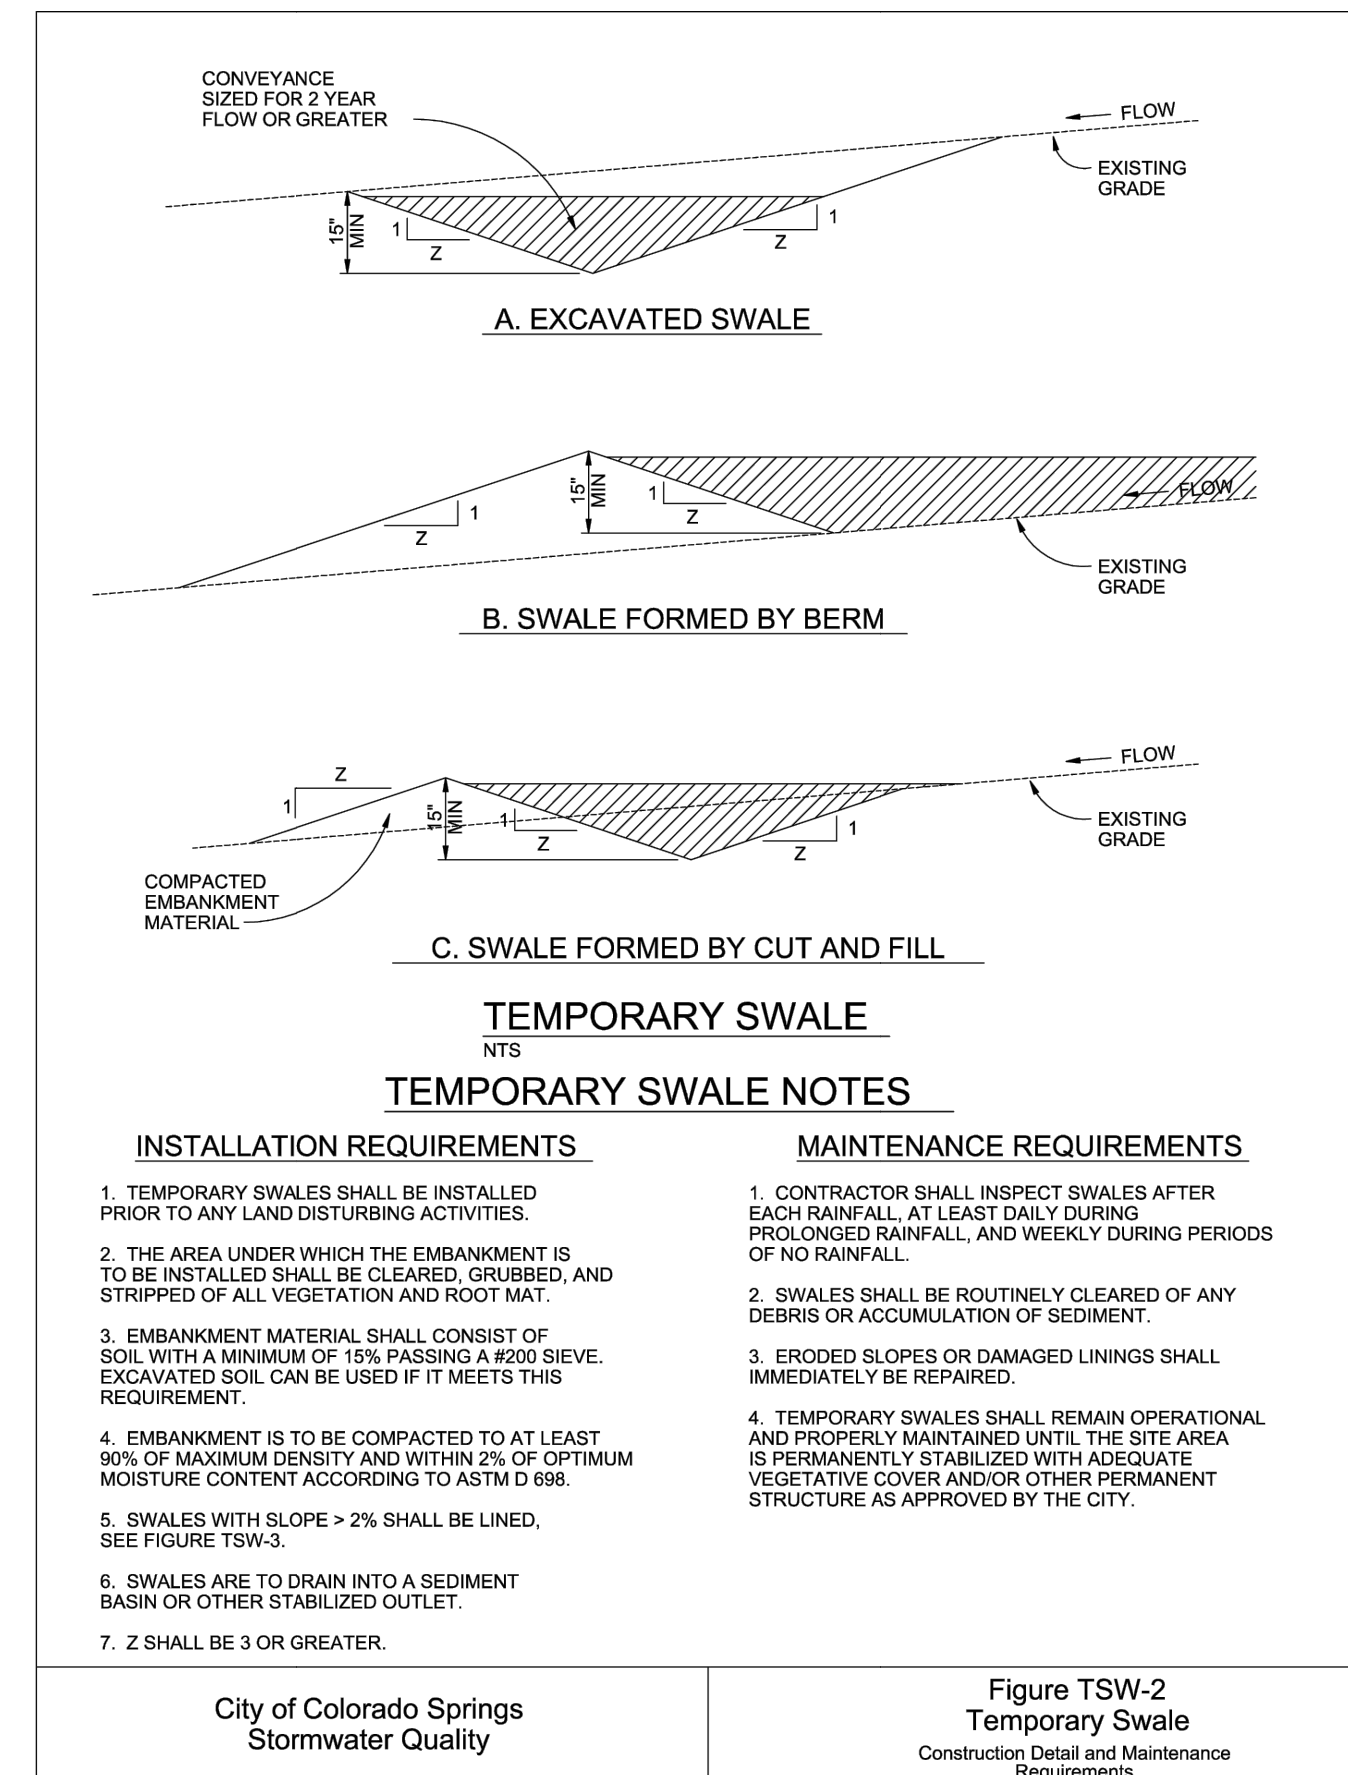 CONVEYANCE
SIZED FOR 2 YEAR
FLOW OR GREATER
FLOW
EXISTING
GRADE
15"
MIN
1
Z
Z
1
A. EXCAVATED SWALE
1
Z
15"
MIN
1
Z
FLOW
EXISTING
GRADE
B. SWALE FORMED BY BERM
Z
1
15"
MIN
1
Z
Z
1
FLOW
EXISTING
GRADE
COMPACTED
EMBANKMENT
MATERIAL
C. SWALE FORMED BY CUT AND FILL
TEMPORARY SWALE
NTS
TEMPORARY SWALE NOTES
INSTALLATION REQUIREMENTS
1. TEMPORARY SWALES SHALL BE INSTALLED
PRIOR TO ANY LAND DISTURBING ACTIVITIES.
2. THE AREA UNDER WHICH THE EMBANKMENT IS
TO BE INSTALLED SHALL BE CLEARED, GRUBBED, AND
STRIPPED OF ALL VEGETATION AND ROOT MAT.
3. EMBANKMENT MATERIAL SHALL CONSIST OF
SOIL WITH A MINIMUM OF 15% PASSING A #200 SIEVE.
EXCAVATED SOIL CAN BE USED IF IT MEETS THIS
REQUIREMENT.
4. EMBANKMENT IS TO BE COMPACTED TO AT LEAST
90% OF MAXIMUM DENSITY AND WITHIN 2% OF OPTIMUM
MOISTURE CONTENT ACCORDING TO ASTM D 698.
5. SWALES WITH SLOPE > 2% SHALL BE LINED,
SEE FIGURE TSW-3.
6. SWALES ARE TO DRAIN INTO A SEDIMENT
BASIN OR OTHER STABILIZED OUTLET.
7. Z SHALL BE 3 OR GREATER.
MAINTENANCE REQUIREMENTS
1. CONTRACTOR SHALL INSPECT SWALES AFTER
EACH RAINFALL, AT LEAST DAILY DURING
PROLONGED RAINFALL, AND WEEKLY DURING PERIODS
OF NO RAINFALL.
2. SWALES SHALL BE ROUTINELY CLEARED OF ANY
DEBRIS OR ACCUMULATION OF SEDIMENT.
3. ERODED SLOPES OR DAMAGED LININGS SHALL
IMMEDIATELY BE REPAIRED.
4. TEMPORARY SWALES SHALL REMAIN OPERATIONAL
AND PROPERLY MAINTAINED UNTIL THE SITE AREA
IS PERMANENTLY STABILIZED WITH ADEQUATE
VEGETATIVE COVER AND/OR OTHER PERMANENT
STRUCTURE AS APPROVED BY THE CITY.
City of Colorado Springs
Stormwater Quality
Figure TSW-2
Temporary Swale
Construction Detail and Maintenance
Requirements